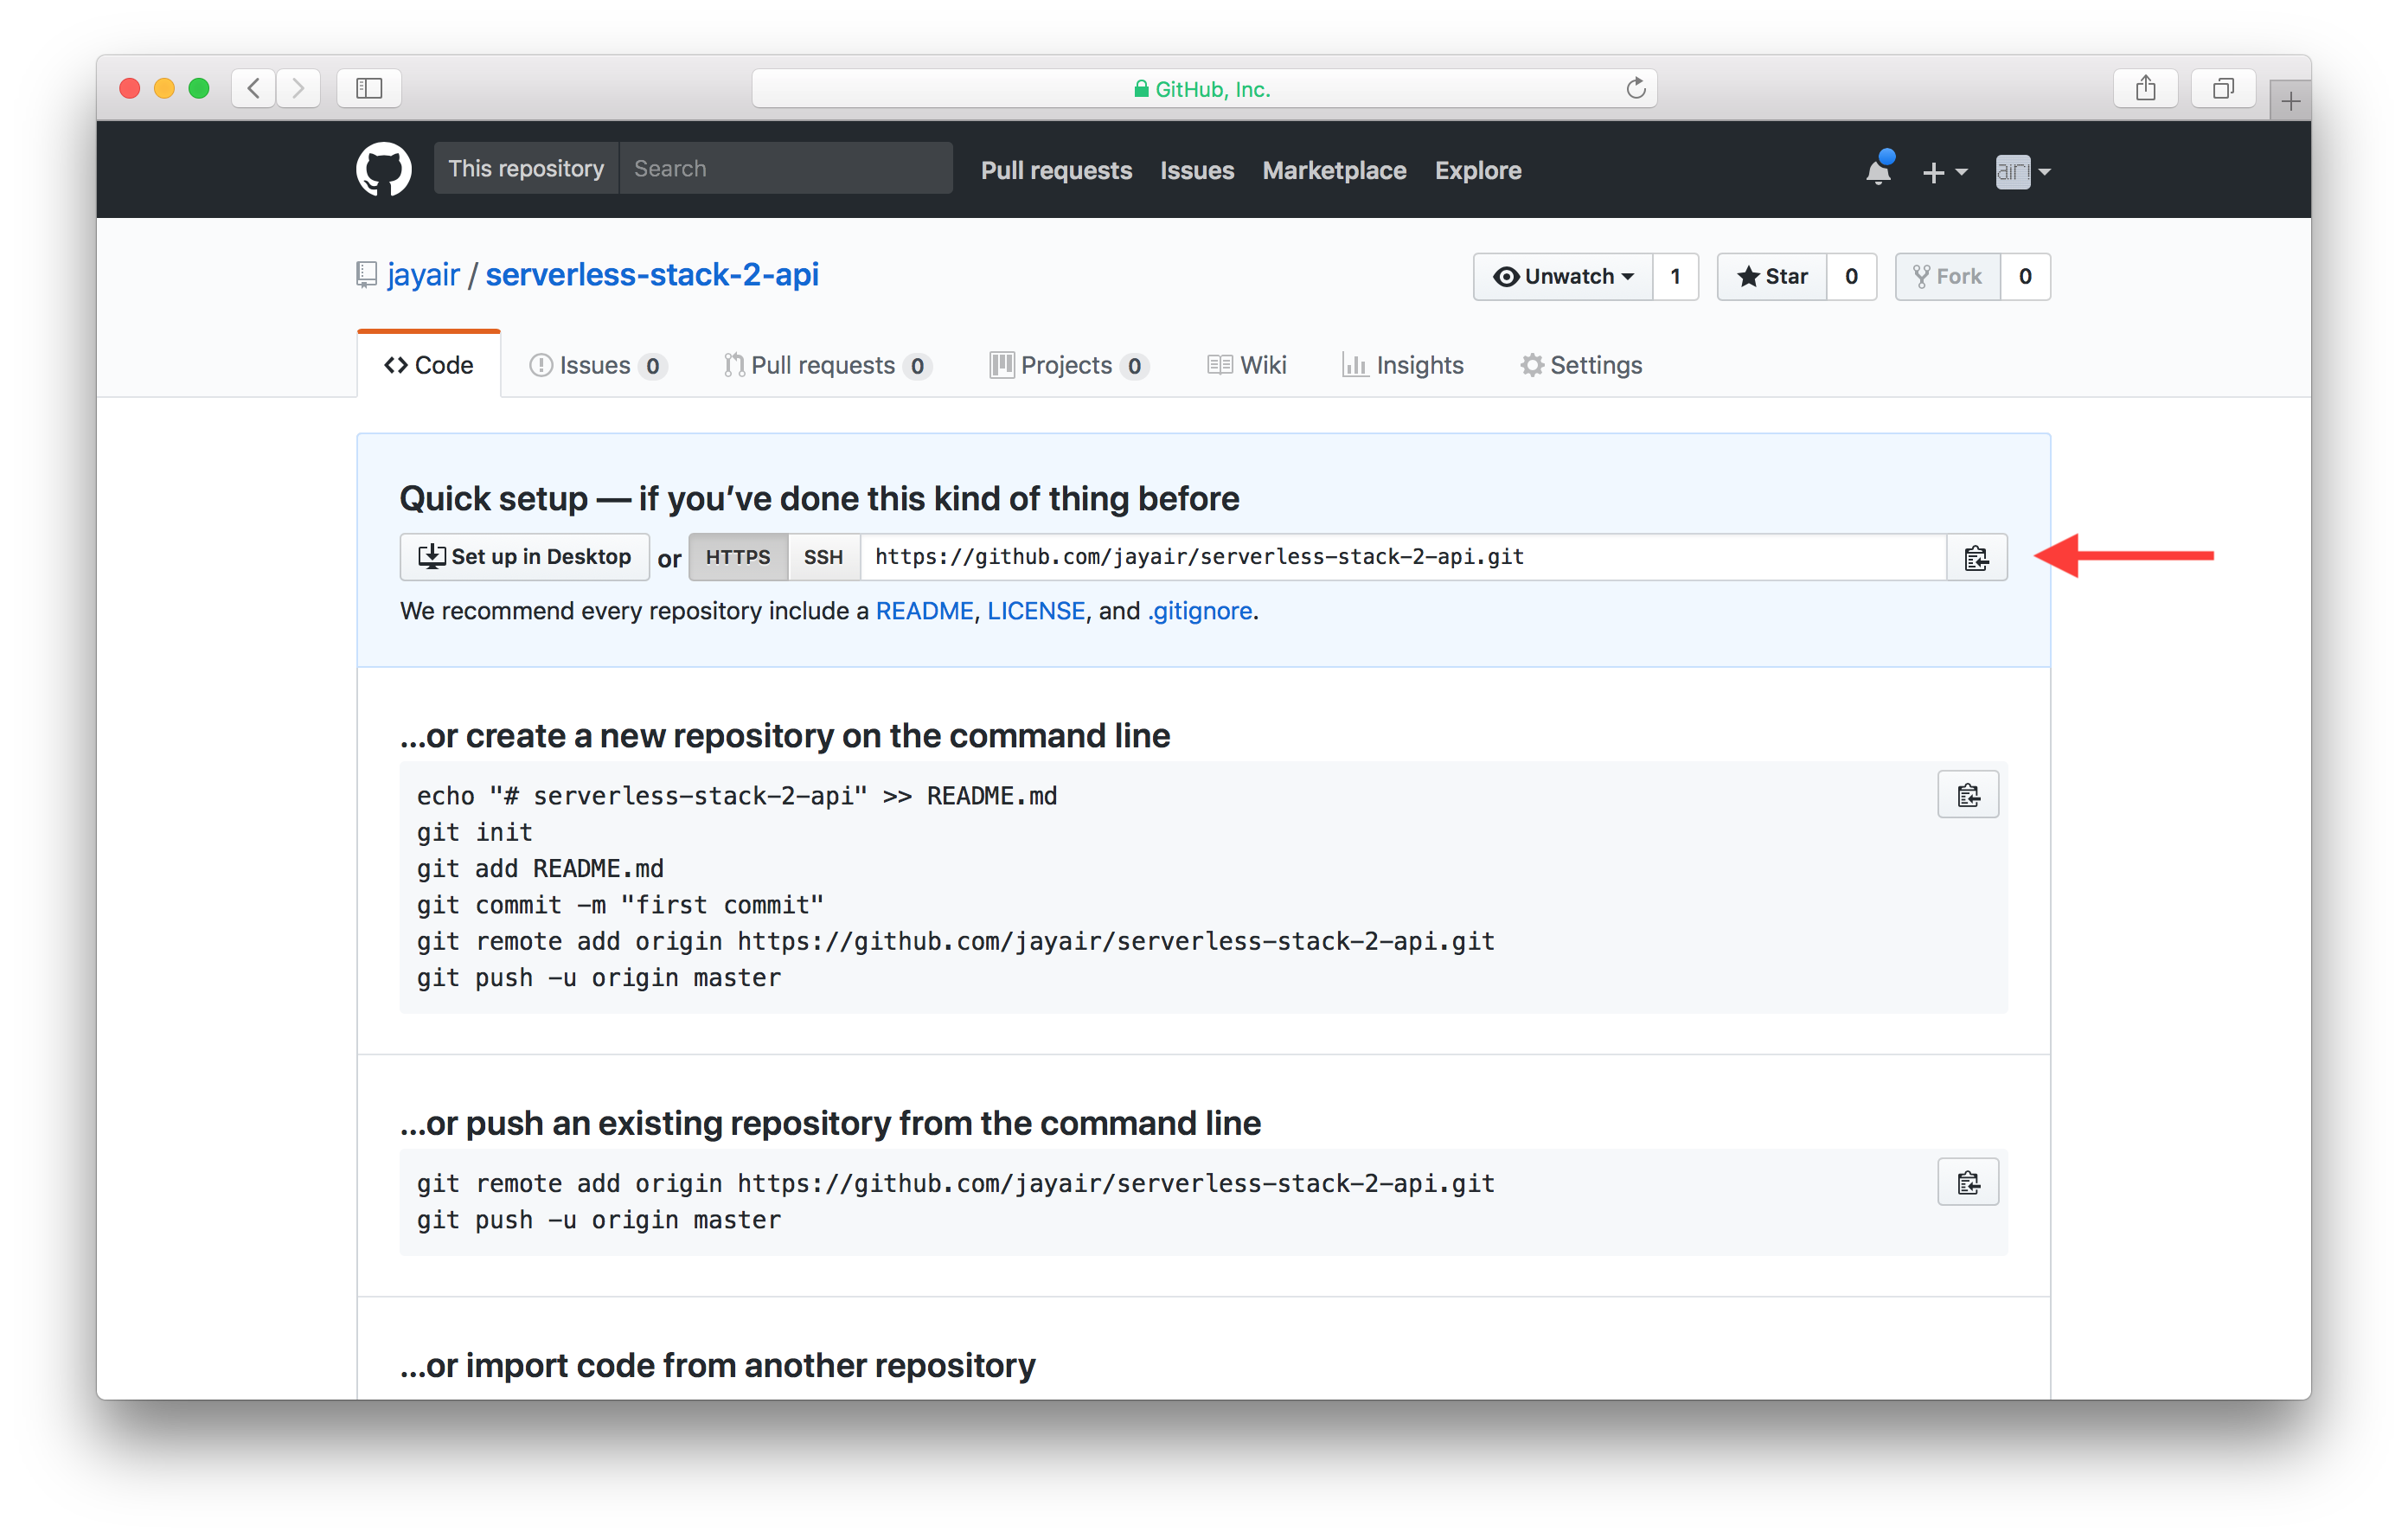 GitHub, Inc.
This repository Search Pull requests Issues Marketplace Explore
jayair / serverless-stack-2-api Unwatch 1 Star 0 Fork 0
Code Issues 0 Pull requests 0 Projects 0 Wiki Insights Settings
Quick setup — if you’ve done this kind of thing before
Set up in Desktop or HTTPS SSH https://github.com/jayair/serverless-stack-2-api.git
We recommend every repository include a README, LICENSE, and .gitignore.
…or create a new repository on the command line
echo "# serverless-stack-2-api" >> README.md
git init
git add README.md
git commit -m "first commit"
git remote add origin https://github.com/jayair/serverless-stack-2-api.git
git push -u origin master
…or push an existing repository from the command line
git remote add origin https://github.com/jayair/serverless-stack-2-api.git
git push -u origin master
…or import code from another repository